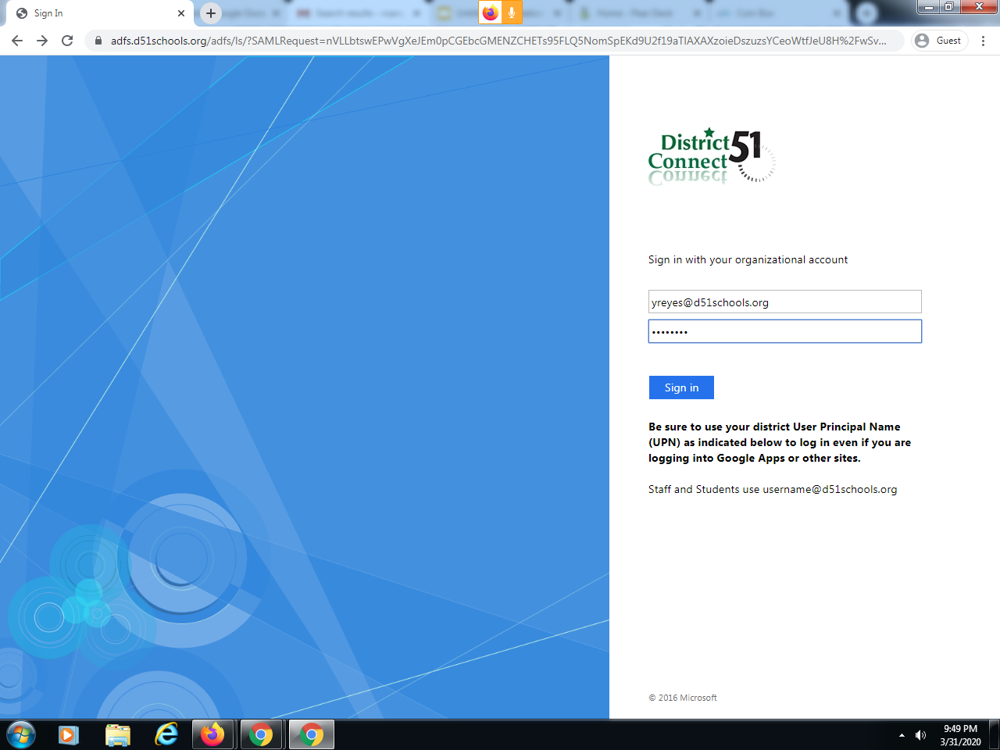 Sign In
adfs.d51schools.org/adfs/ls/?SAMLRequest=nVLLbtswEPwVgXeJEm0pCGEbcGMENZCHETs95FLQ5NomSpEKd9U2f19aTlAXAXzoieDszuzsYCeoWtfJeU8H%2FwSv...
Guest
District 51
Connect
Sign in with your organizational account
yreyes@d51schools.org
Sign in
Be sure to use your district User Principal Name
(UPN) as indicated below to log in even if you are
logging into Google Apps or other sites.
Staff and Students use username@d51schools.org
© 2016 Microsoft
9:49 PM
3/31/2020